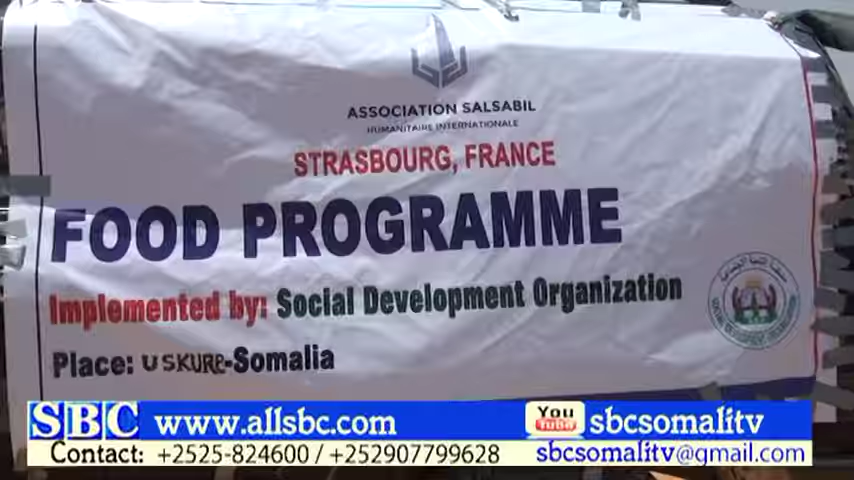 ASSOCIATION SALSABIL
HUMANITAIRE INTERNATIONALE
STRASBOURG, FRANCE
FOOD PROGRAMME
Implemented by: Social Development Organization
Place: USKURE-Somalia
SBC www.allsbc.com
You Tube sbcsomalitv
Contact: +2525-824600 / +252907799628
sbcsomalitv@gmail.com